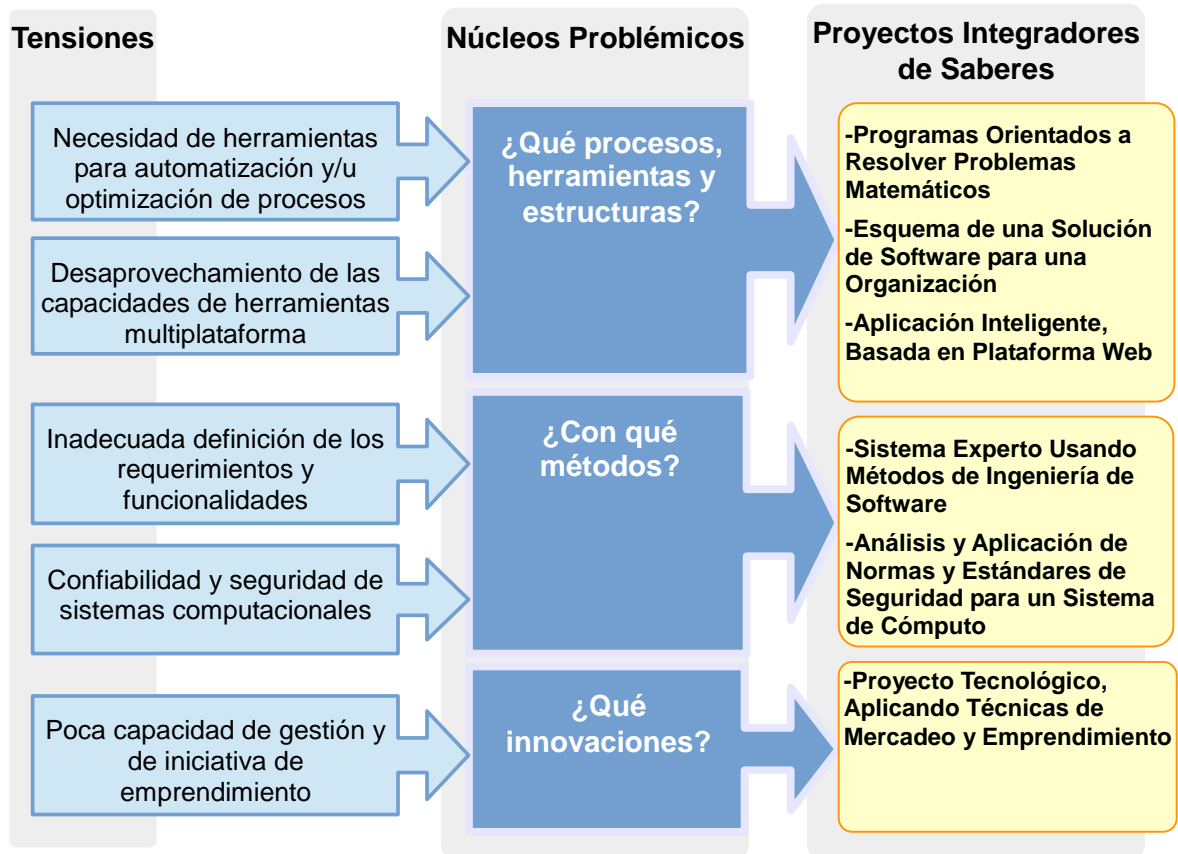 Tensiones
Núcleos Problémicos
Proyectos Integradores
de Saberes
Necesidad de herramientas
para automatización y/u
optimización de procesos
Desaprovechamiento de las
capacidades de herramientas
multiplataforma
¿Qué procesos,
herramientas y
estructuras?
-Programas Orientados a
Resolver Problemas
Matemáticos
-Esquema de una Solución
de Software para una
Organización
-Aplicación Inteligente,
Basada en Plataforma Web
Inadecuada definición de los
requerimientos y
funcionalidades
Confiabilidad y seguridad de
sistemas computacionales
¿Con qué
métodos?
-Sistema Experto Usando
Métodos de Ingeniería de
Software
-Análisis y Aplicación de
Normas y Estándares de
Seguridad para un Sistema
de Cómputo
Poca capacidad de gestión y
de iniciativa de
emprendimiento
¿Qué
innovaciones?
-Proyecto Tecnológico,
Aplicando Técnicas de
Mercadeo y Emprendimiento